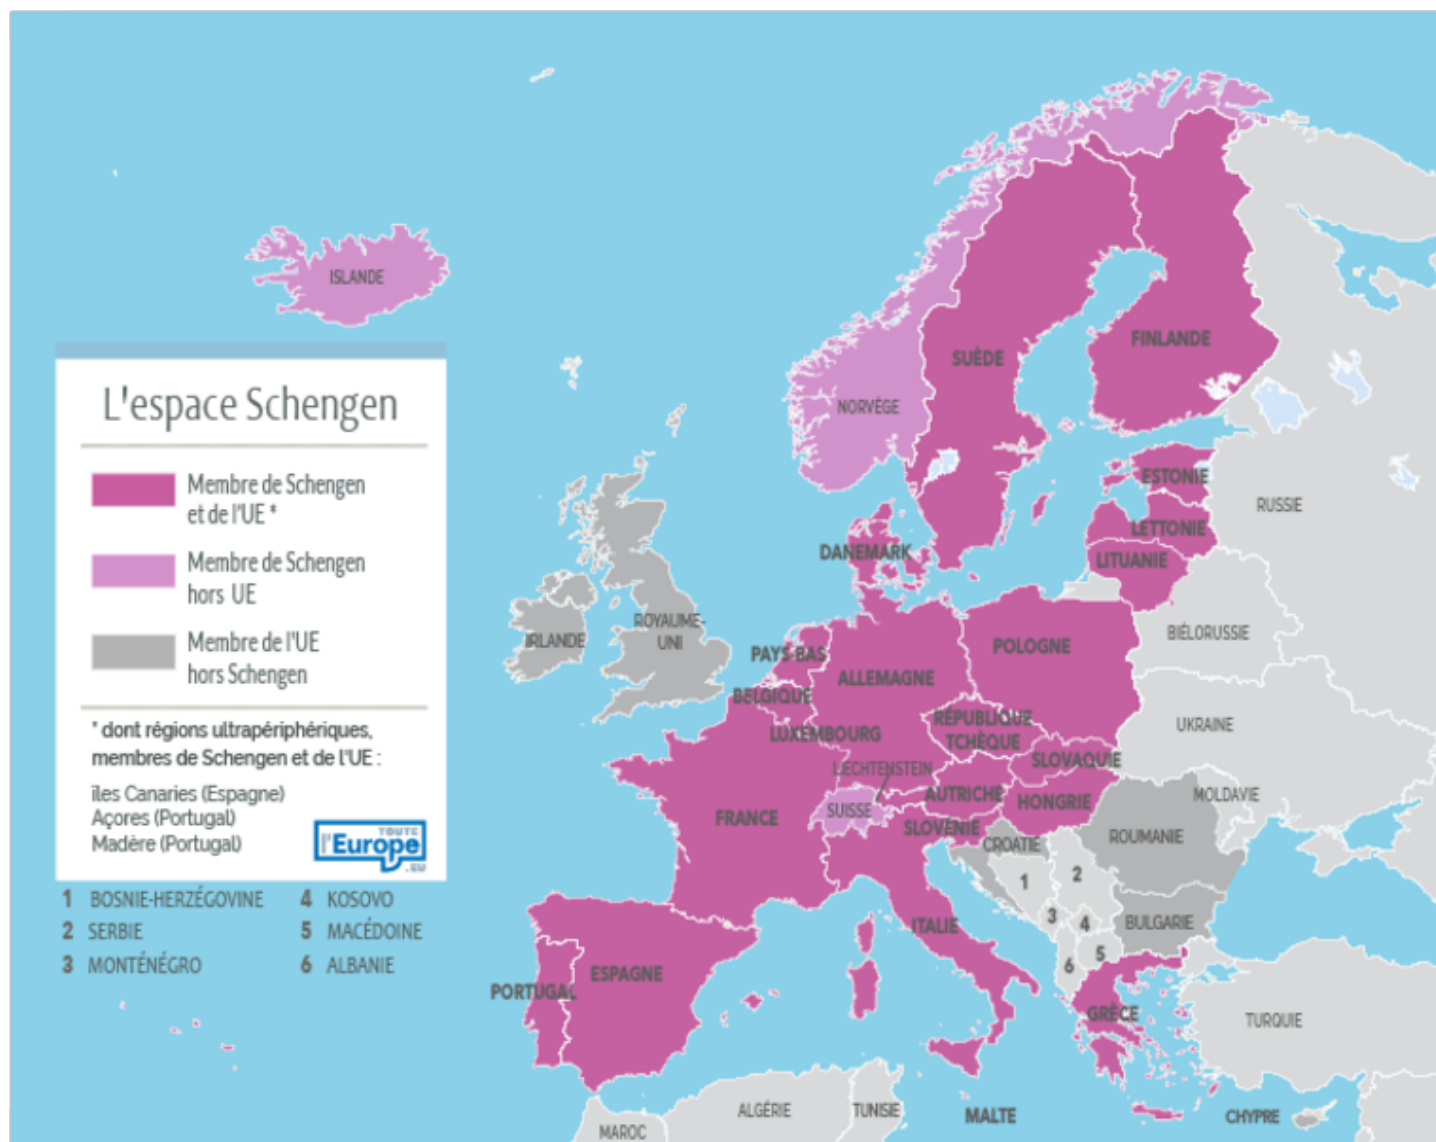 L'espace Schengen
Membre de Schengen
et de l'UE *
Membre de Schengen
hors UE
Membre de l'UE
hors Schengen
* dont régions ultrapériphériques,
membres de Schengen et de l'UE :
îles Canaries (Espagne)
Açores (Portugal)
Madère (Portugal)
TOUTE
l'Europe
.EU
1 BOSNIE-HERZÉGOVINE
2 SERBIE
3 MONTÉNÉGRO
4 KOSOVO
5 MACÉDOINE
6 ALBANIE
ISLANDE
NORVÈGE
SUÈDE
FINLANDE
ESTONIE
LETTONIE
LITUANIE
RUSSIE
DANEMARK
IRLANDE
ROYAUME-
UNI
PAYS-BAS
BELGIQUE
LUXEMBOURG
ALLEMAGNE
POLOGNE
BIÉLORUSSIE
UKRAINE
RÉPUBLIQUE
TCHÈQUE
SLOVAQUIE
LIECHTENSTEIN
SUISSE
AUTRICHE
HONGRIE
MOLDAVIE
FRANCE
SLOVÉNIE
CROATIE
ROUMANIE
1
2
3
4
5
6
BULGARIE
ITALIE
ESPAGNE
PORTUGAL
GRÈCE
TURQUIE
ALGÉRIE
TUNISIE
MAROC
MALTE
CHYPRE